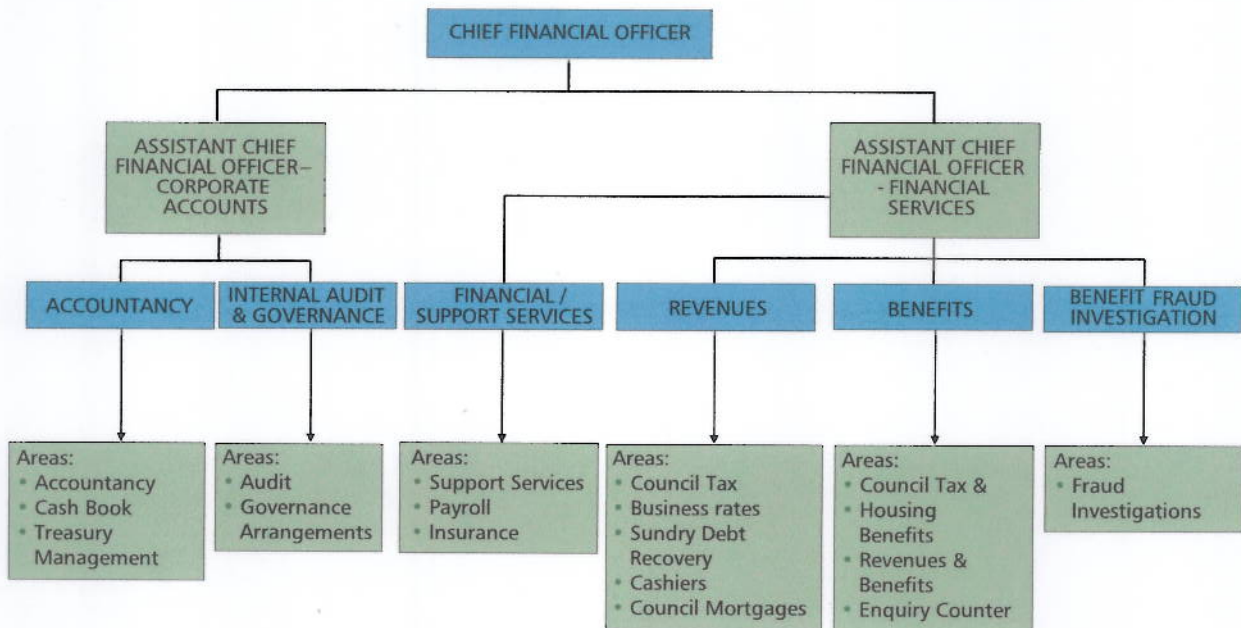 CHIEF FINANCIAL OFFICER
ASSISTANT CHIEF
FINANCIAL OFFICER–
CORPORATE
ACCOUNTS
ASSISTANT CHIEF
FINANCIAL OFFICER
- FINANCIAL
SERVICES
ACCOUNTANCY
INTERNAL AUDIT
& GOVERNANCE
FINANCIAL /
SUPPORT SERVICES
REVENUES
BENEFITS
BENEFIT FRAUD
INVESTIGATION
Areas:
• Accountancy
• Cash Book
• Treasury
Management
Areas:
• Audit
• Governance
Arrangements
Areas:
• Support Services
• Payroll
• Insurance
Areas:
• Council Tax
• Business rates
• Sundry Debt
Recovery
• Cashiers
• Council Mortgages
Areas:
• Council Tax &
• Housing
Benefits
• Revenues &
Benefits
• Enquiry Counter
Areas:
• Fraud
Investigations